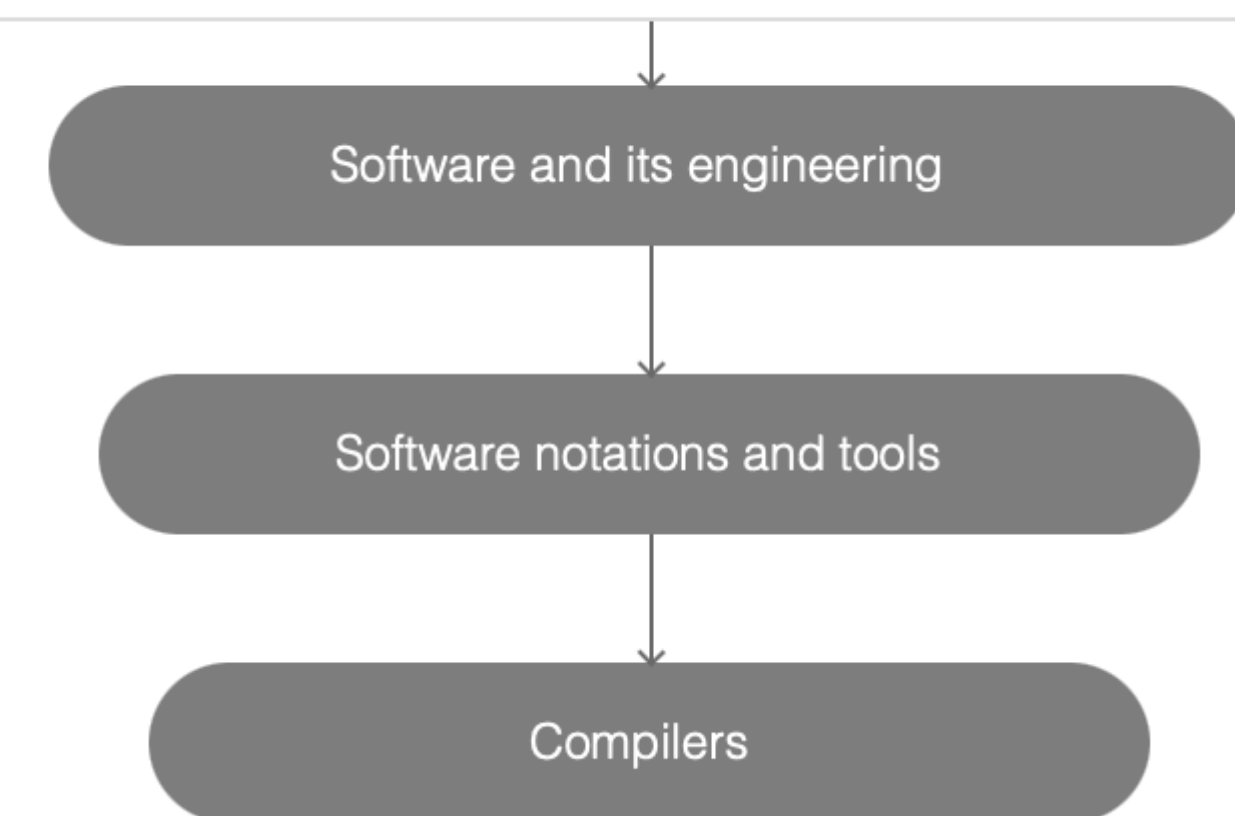 Software and its engineering
Software notations and tools
Compilers